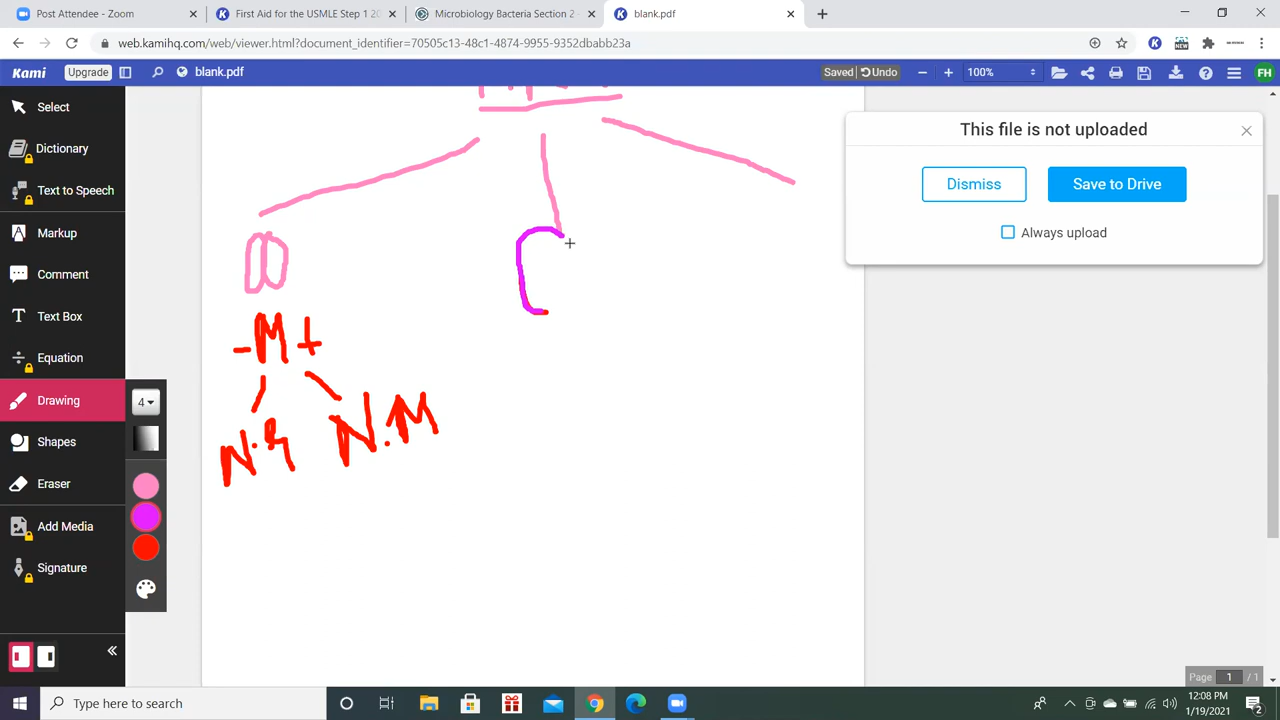 Post Attendee - Zoom
First Aid for the USMLE Step 1 20
Microbiology Bacteria Section 2 -
blank.pdf
web.kamihq.com/web/viewer.html?document_identifier=70505c13-48c1-4874-9955-9352dbabb23a
NEW
Kami
Upgrade
blank.pdf
Saved Undo
100%
FH
Select
Dictionary
Text to Speech
Markup
Comment
T Text Box
Equation
Drawing
Shapes
Eraser
Add Media
Signature
4
This file is not uploaded
Dismiss
Save to Drive
Always upload
- M +
N.G N.M
Page 1 / 1
Type here to search
12:08 PM
1/19/2021
2